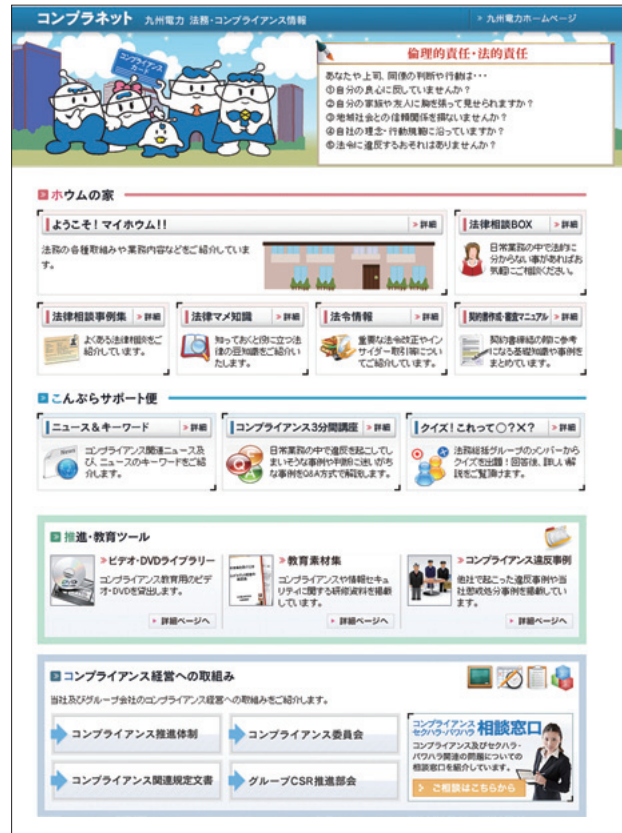 コンプラネット 九州電力 法務・コンプライアンス情報
> 九州電力ホームページ
コンプライアンス
カード
倫理的責任・法的責任
あなたや上司、同僚の判断や行動は・・・
①自分の良心に反していませんか?
②自分の家族や友人に胸を張って見せられますか?
③地域社会との信頼関係を損ないませんか?
④自社の理念・行動規範に沿っていますか?
⑤法令に違反するおそれはありませんか?
ホウムの家
ようこそ!マイホウム!!
> 詳細
法務の各種取組みや業務内容などをご紹介していま
す。
法律相談BOX
> 詳細
日常業務の中で法的に
分からない事があればお
気軽にご相談ください。
法律相談事例集
> 詳細
よくある法律相談をご
紹介しています。
法律マメ知識
> 詳細
知っておくと役に立つ法
律の豆知識をご紹介い
たします。
法令情報
> 詳細
重要な法令改正やイン
サイダー取引等につい
てご紹介しています。
契約書作成・審査マニュアル
> 詳細
契約書締結の際に参考
になる基礎知識や事例を
まとめています。
こんぷらサポート便
ニュース&キーワード
> 詳細
News
コンプライアンス関連ニュース及
び、ニュースのキーワードをご紹
介します。
コンプライアンス3分間講座
> 詳細
日常業務の中で違反を起こしてし
まいそうな事例や判断に迷いがち
な事例をQ&A方式で解説します。
クイズ!これって○?X?
> 詳細
法務総括グループのメンバーから
クイズを出題!回答後、詳しい解
説をご覧頂けます。
推進・教育ツール
> ビデオ・DVDライブラリー
コンプライアンス教育用のビデ
オ・DVDを貸出します。
> 詳細ページへ
> 教育素材集
コンプライアンスや情報セキュ
リティに関する研修資料を掲載
しています。
> 詳細ページへ
> コンプライアンス違反事例
他社で起こった違反事例や当
社懲戒処分事例を掲載してい
ます。
> 詳細ページへ
コンプライアンス経営への取組み
当社及びグループ会社のコンプライアンス経営への取組みをご紹介します。
コンプライアンス推進体制
コンプライアンス委員会
コンプライアンス関連規定文書
グループCSR推進部会
コンプライアンス
セクハラ・パワハラ 相談窓口
コンプライアンス及びセクハラ・
パワハラ関連の問題についての
相談窓口を紹介しています。
> ご相談はこちらから